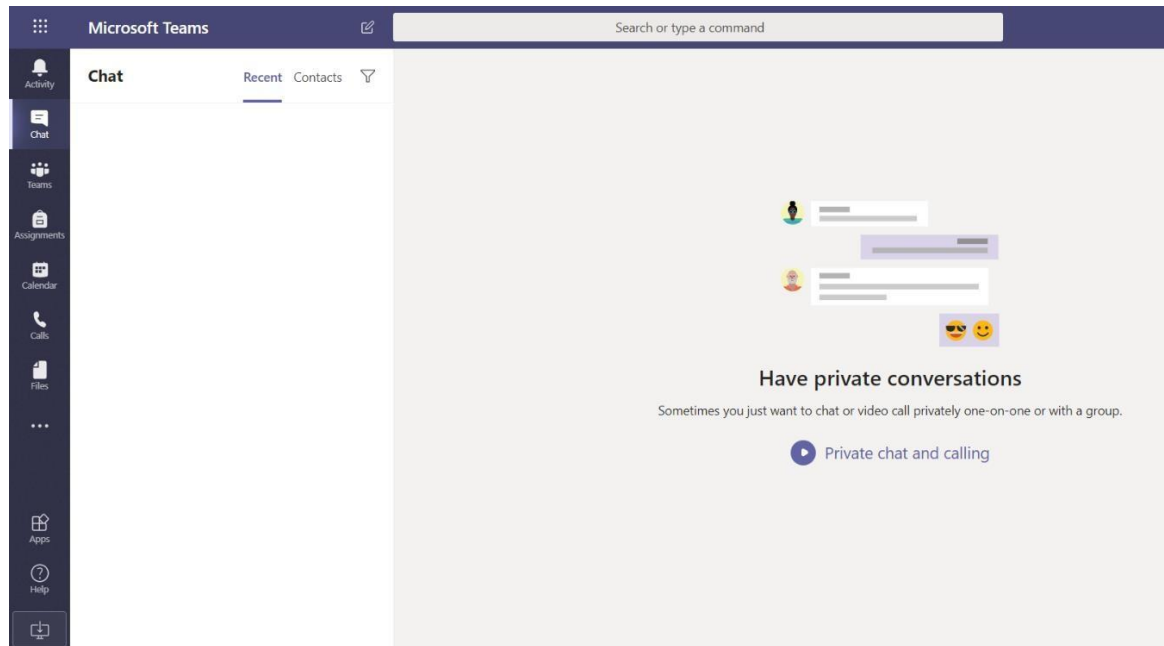 Microsoft Teams
Search or type a command
Activity
Chat
Teams
Assignments
Calendar
Calls
Files
Apps
Help
Chat
Recent Contacts
Have private conversations
Sometimes you just want to chat or video call privately one-on-one or with a group.
Private chat and calling